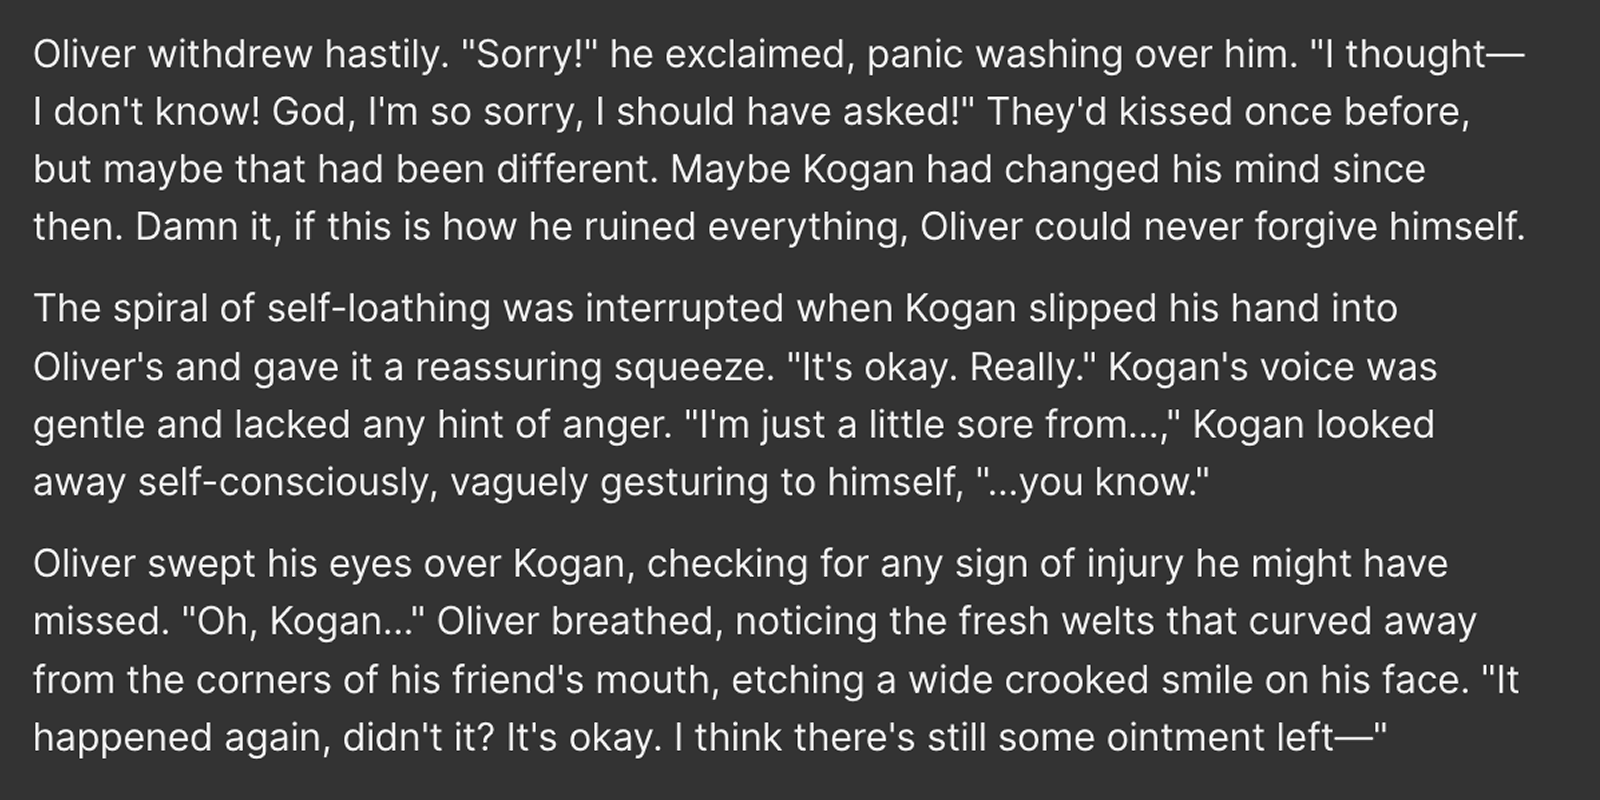 Oliver withdrew hastily. "Sorry!" he exclaimed, panic washing over him. "I thought—
I don't know! God, I'm so sorry, I should have asked!" They'd kissed once before,
but maybe that had been different. Maybe Kogan had changed his mind since
then. Damn it, if this is how he ruined everything, Oliver could never forgive himself.
The spiral of self-loathing was interrupted when Kogan slipped his hand into
Oliver's and gave it a reassuring squeeze. "It's okay. Really." Kogan's voice was
gentle and lacked any hint of anger. "I'm just a little sore from...," Kogan looked
away self-consciously, vaguely gesturing to himself, "...you know."
Oliver swept his eyes over Kogan, checking for any sign of injury he might have
missed. "Oh, Kogan..." Oliver breathed, noticing the fresh welts that curved away
from the corners of his friend's mouth, etching a wide crooked smile on his face. "It
happened again, didn't it? It's okay. I think there's still some ointment left—"